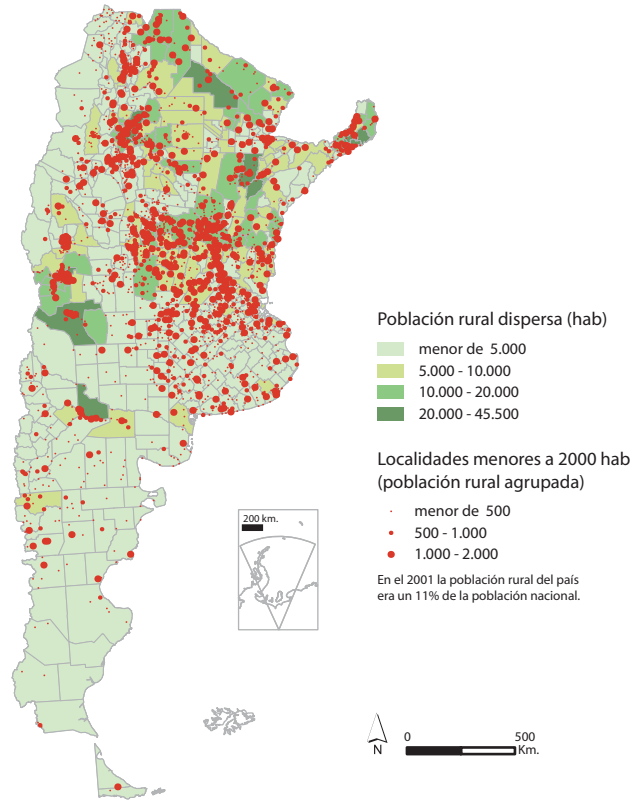 Población rural dispersa (hab)
menor de 5.000
5.000 - 10.000
10.000 - 20.000
20.000 - 45.500
Localidades menores a 2000 hab
(población rural agrupada)
menor de 500
500 - 1.000
1.000 - 2.000
En el 2001 la población rural del país
era un 11% de la población nacional.
200 km.
N
0 500
Km.